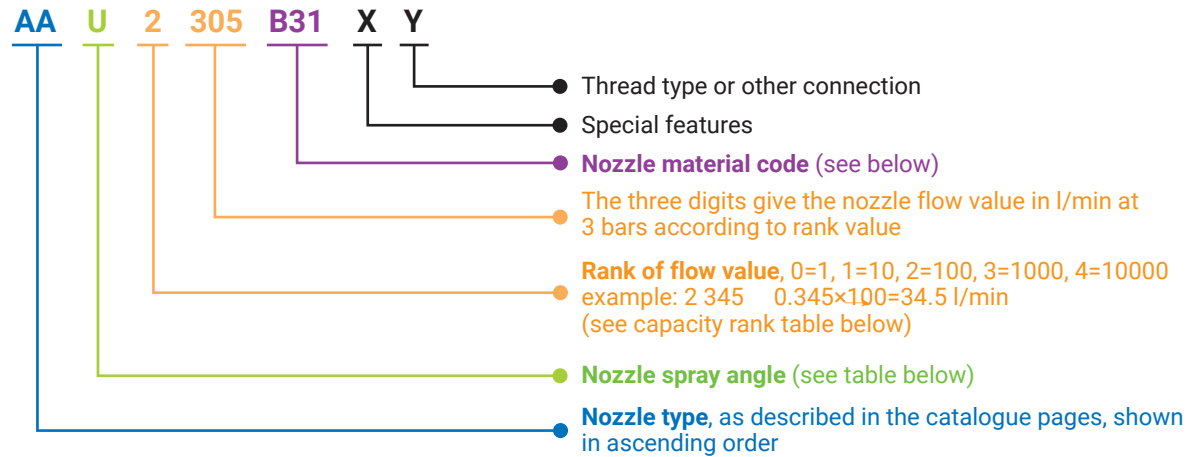 AA U 2 305 B31 X Y
Thread type or other connection
Special features
Nozzle material code (see below)
The three digits give the nozzle flow value in l/min at
3 bars according to rank value
Rank of flow value, 0=1, 1=10, 2=100, 3=1000, 4=10000
example: 2 345 0.345×100=34.5 l/min
(see capacity rank table below)
Nozzle spray angle (see table below)
Nozzle type, as described in the catalogue pages, shown
in ascending order